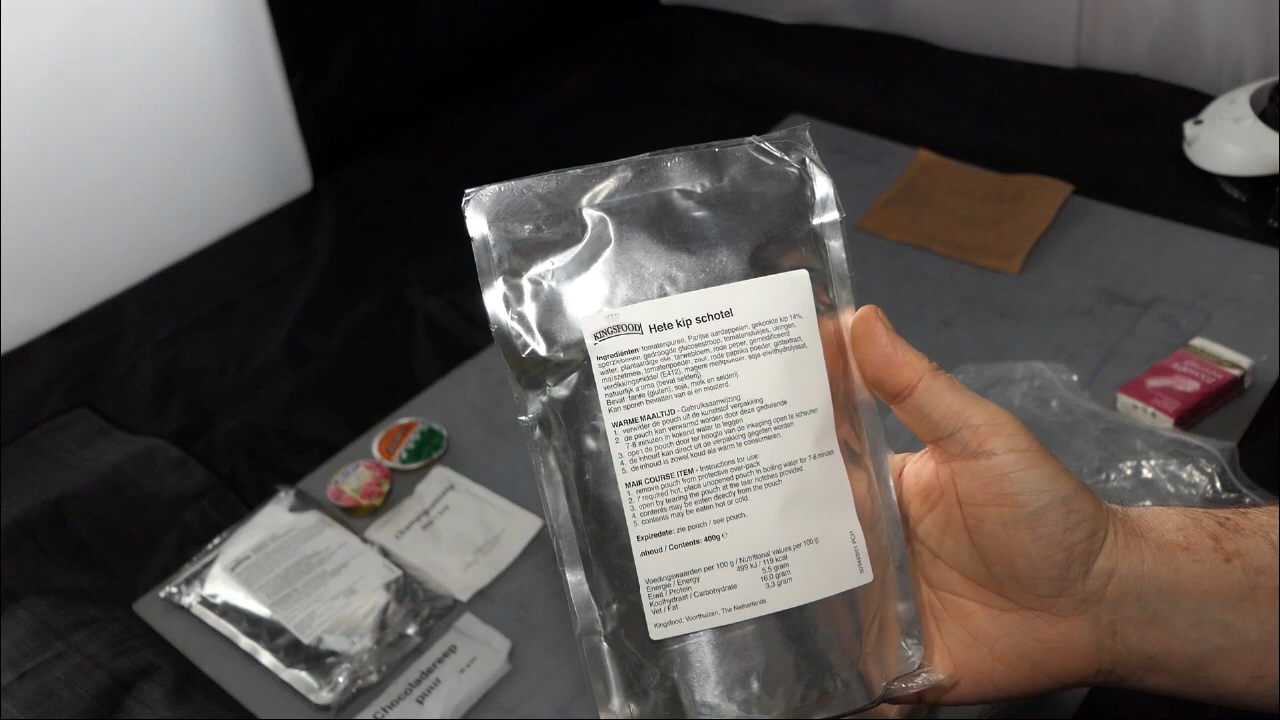 KINGSFOOD
Hete kip schotel
Ingrediënten: tomatenpuree, Parijse aardappelen, gekookte kip 14%,
sperziebonen, gedroogde glucosestroop, tomatenstukjes, uiringen,
water, plantaardige olie, tarwebloem, rode peper, gemodificeerd
maïszetmeel, tomatenpoeder, zout, rode paprika poeder, gistextract,
verdikkingsmiddel (E412), magere melkpoeder, soja-eiwithydrolysaat,
natuurlijk aroma (bevat selderij).
Bevat: tarwe (gluten), soja, melk en selderij.
Kan sporen bevatten van ei en mosterd.
WARME MAALTIJD - Gebruiksaanwijzing:
1. verwijder de pouch uit de kunststof verpakking
2. de pouch kan verwarmd worden door deze gedurende
7-8 minuten in kokend water te leggen
3. open de pouch door ter hoogte van de inkeping open te scheuren
4. de inhoud kan direct uit de verpakking gegeten worden
5. de inhoud is zowel koud als warm te consumeren.
MAIN COURSE ITEM - Instructions for use:
1. remove pouch from protective over-pack
2. if required hot, place unopened pouch in boiling water for 7-8 minutes
3. open by tearing the pouch at the tear notches provided
4. contents may be eaten directly from the pouch
5. contents may be eaten hot or cold.
Expiredate: zie pouch / see pouch.
Inhoud / Contents: 400g e
Voedingswaarden per 100 g / Nutritional values per 100 g:
Energie / Energy 499 kJ / 119 kcal
Eiwit / Protein 5,5 gram
Koolhydraat / Carbohydrate 16,0 gram
Vet / Fat 3,3 gram
Kingsfood, Voorthuizen, The Netherlands
Chocoladereep
puur